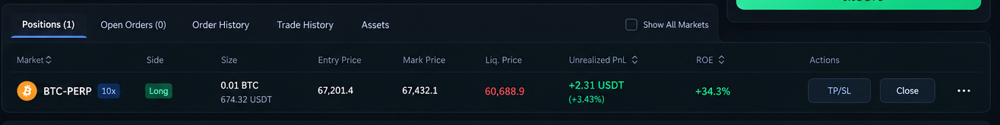 Positions (1) Open Orders (0) Order History Trade History Assets Show All Markets
Market Side Size Entry Price Mark Price Liq. Price Unrealized PnL ROE Actions
BTC-PERP 10x Long 0.01 BTC 67,201.4 67,432.1 60,688.9 +2.31 USDT +34.3% TP/SL Close ...
674.32 USDT (+3.43%)